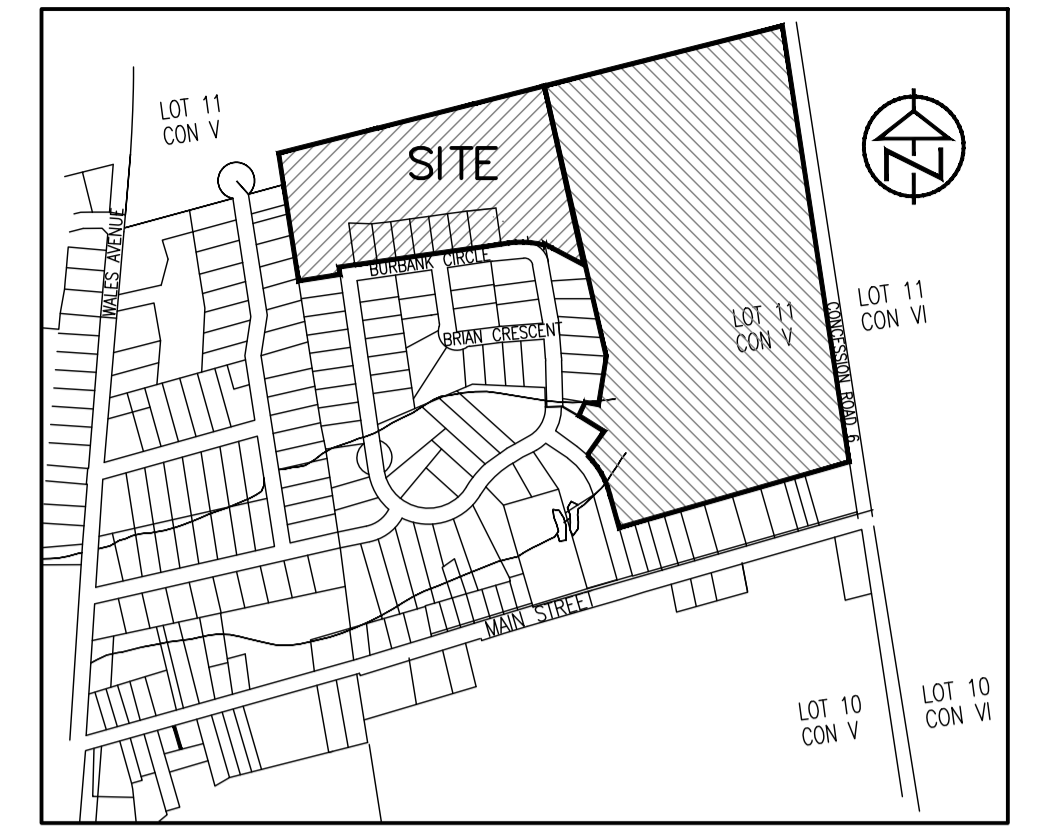 LOT 11
CON V
SITE
WALES AVENUE
BURBANK CIRCLE
BRIAN CRESCENT
LOT 11
CON V
CONCESSION ROAD 6
LOT 11
CON VI
N
MAIN STREET
LOT 10
CON V
LOT 10
CON VI